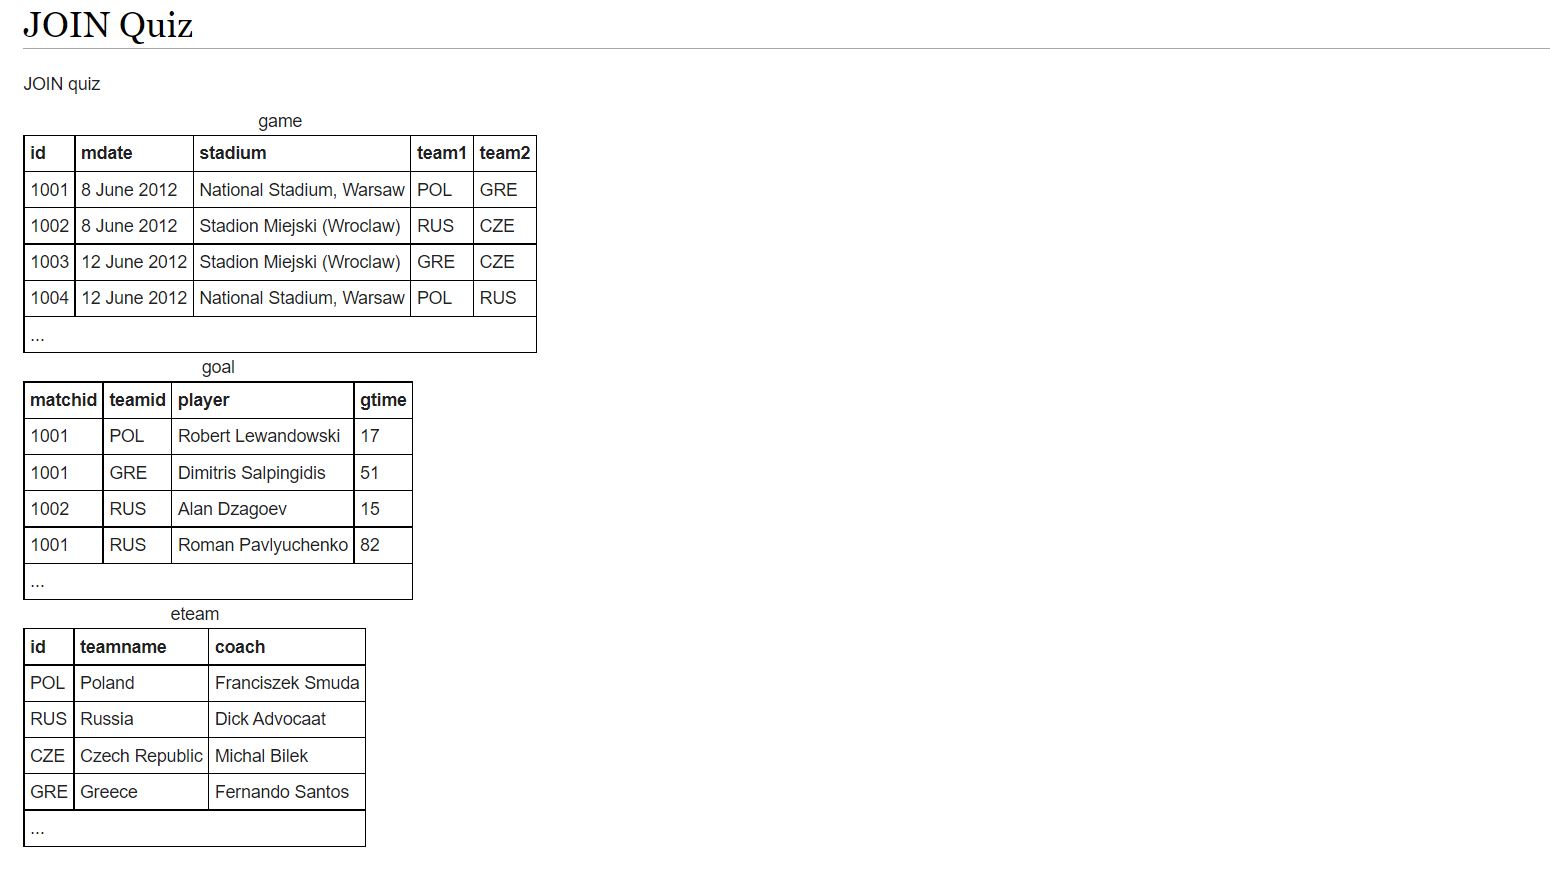 JOIN Quiz
JOIN quiz
game
id mdate stadium team1 team2
1001 8 June 2012 National Stadium, Warsaw POL GRE
1002 8 June 2012 Stadion Miejski (Wroclaw) RUS CZE
1003 12 June 2012 Stadion Miejski (Wroclaw) GRE CZE
1004 12 June 2012 National Stadium, Warsaw POL RUS
...
goal
matchid teamid player gtime
1001 POL Robert Lewandowski 17
1001 GRE Dimitris Salpingidis 51
1002 RUS Alan Dzagoev 15
1001 RUS Roman Pavlyuchenko 82
...
eteam
id teamname coach
POL Poland Franciszek Smuda
RUS Russia Dick Advocaat
CZE Czech Republic Michal Bilek
GRE Greece Fernando Santos
...